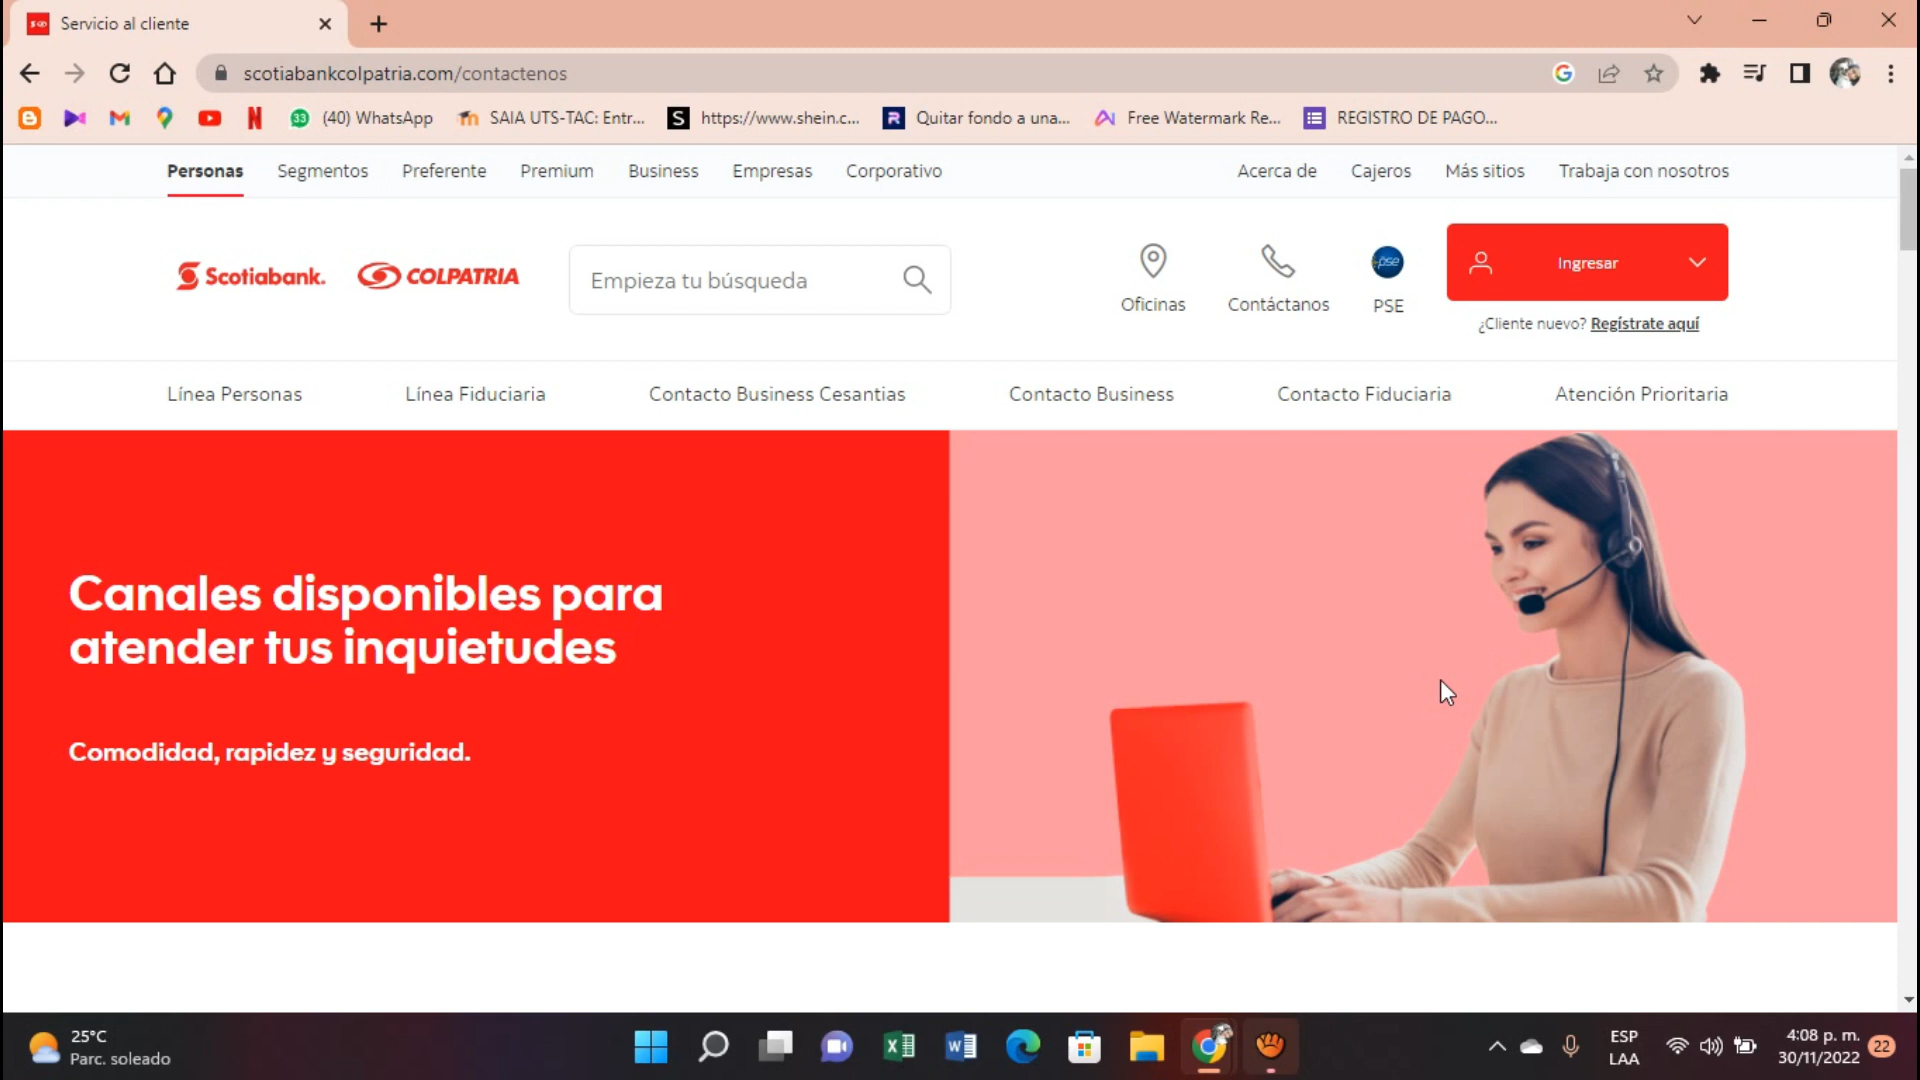 Servicio al cliente
scotiabankcolpatria.com/contactenos
33 (40) WhatsApp SAIA UTS-TAC: Entr... S https://www.shein.c... R Quitar fondo a una... Free Watermark Re... REGISTRO DE PAGO...
Personas Segmentos Preferente Premium Business Empresas Corporativo Acerca de Cajeros Más sitios Trabaja con nosotros
Scotiabank. COLPATRIA Empieza tu búsqueda Oficinas Contáctanos pse PSE Ingresar
¿Cliente nuevo? Regístrate aquí
Línea Personas Línea Fiduciaria Contacto Business Cesantias Contacto Business Contacto Fiduciaria Atención Prioritaria
Canales disponibles para
atender tus inquietudes
Comodidad, rapidez y seguridad.
25°C
Parc. soleado
ESP
LAA
4:08 p. m.
30/11/2022
22